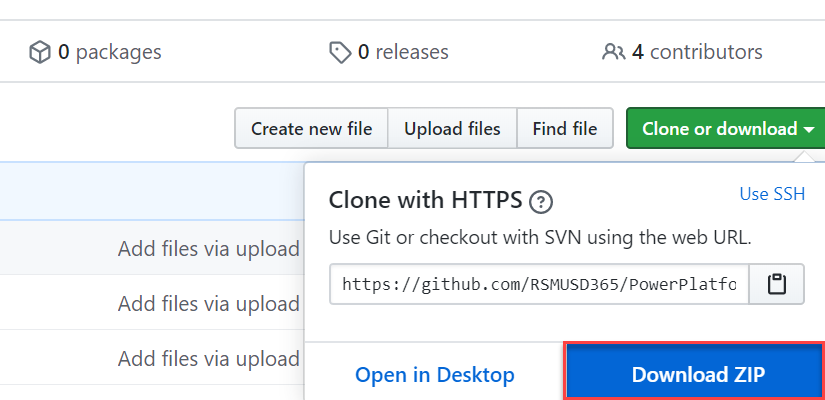 0 packages
0 releases
4 contributors
Create new file
Upload files
Find file
Clone or download
Clone with HTTPS ?
Use SSH
Use Git or checkout with SVN using the web URL.
https://github.com/RSMUSD365/PowerPlatfo
Add files via upload
Add files via upload
Add files via upload
Open in Desktop
Download ZIP